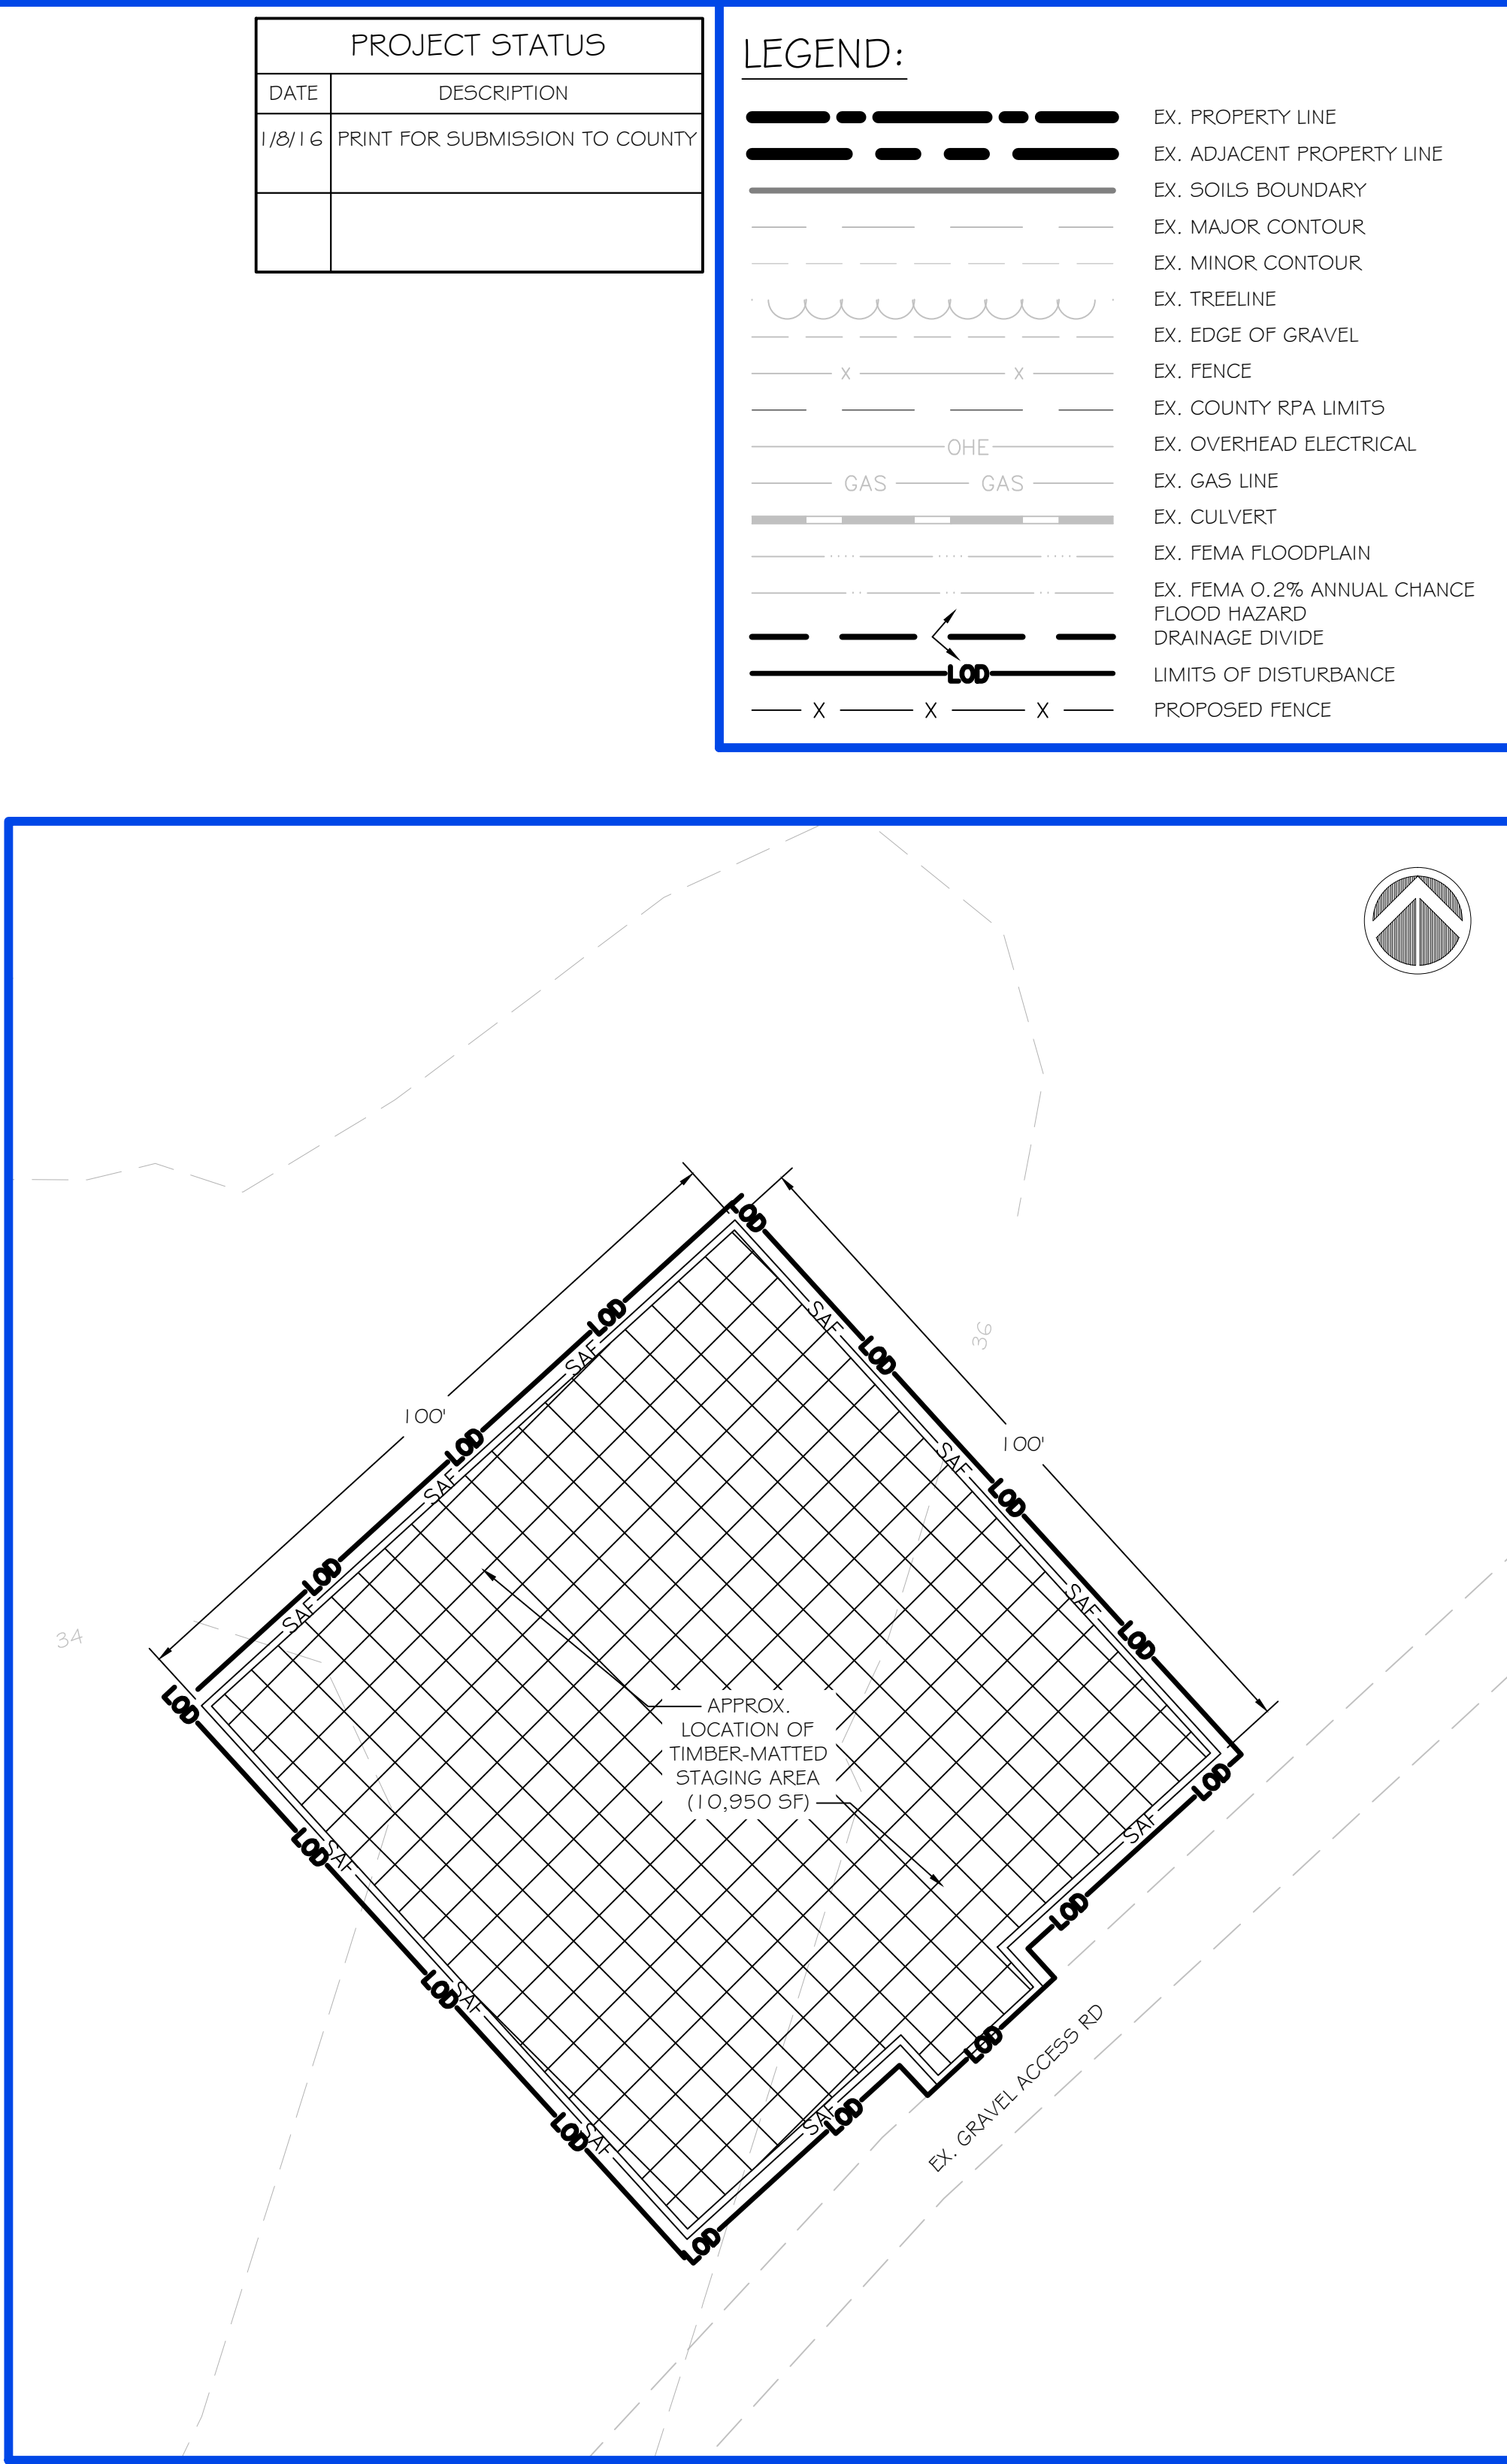 PROJECT STATUS
DATE DESCRIPTION
1/8/16 PRINT FOR SUBMISSION TO COUNTY
LEGEND:
EX. PROPERTY LINE
EX. ADJACENT PROPERTY LINE
EX. SOILS BOUNDARY
EX. MAJOR CONTOUR
EX. MINOR CONTOUR
EX. TREELINE
EX. EDGE OF GRAVEL
X X EX. FENCE
EX. COUNTY RPA LIMITS
OHE EX. OVERHEAD ELECTRICAL
GAS GAS EX. GAS LINE
EX. CULVERT
EX. FEMA FLOODPLAIN
EX. FEMA 0.2% ANNUAL CHANCE
FLOOD HAZARD
DRAINAGE DIVIDE
LOD LIMITS OF DISTURBANCE
X X X PROPOSED FENCE
LOD
LOD
SAF
SAF
LOD
36
LOD
SAF
100'
100'
LOD
SAF
SAF
LOD
LOD
SAF
SAF
LOD
34
LOD
APPROX.
LOCATION OF
TIMBER-MATTED
STAGING AREA
(10,950 SF)
LOD
SAF
LOD
SAF
LOD
LOD
SAF
LOD
EX. GRAVEL ACCESS RD
LOD
SAF
LOD
SAF
LOD